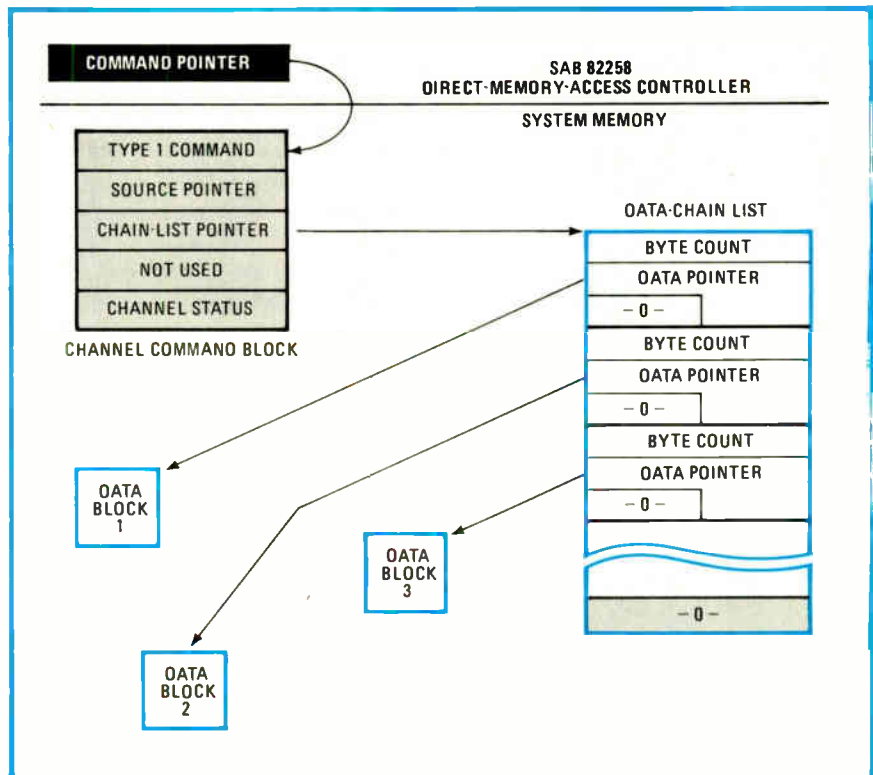 COMMAND POINTER
SAB 82258
OIRECT-MEMORY-ACCESS CONTROLLER
SYSTEM MEMORY
TYPE 1 COMMAND
SOURCE POINTER
CHAIN-LIST POINTER
NOT USED
CHANNEL STATUS
CHANNEL COMMANO BLOCK
OATA-CHAIN LIST
BYTE COUNT
OATA POINTER
– 0 –
BYTE COUNT
OATA POINTER
– 0 –
BYTE COUNT
OATA POINTER
– 0 –
– 0 –
OATA
BLOCK
1
OATA
BLOCK
3
OATA
BLOCK
2